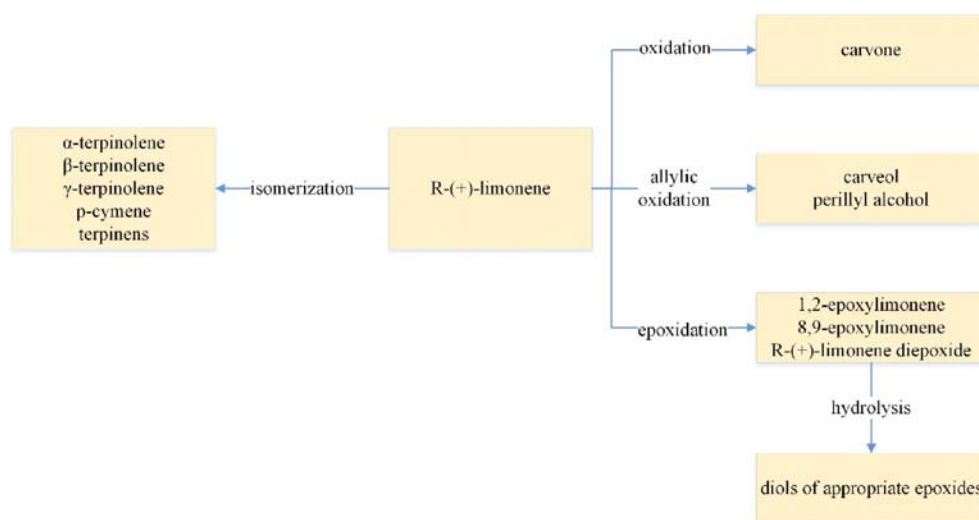 α-terpinolene
β-terpinolene
γ-terpinolene
p-cymene
terpinens
isomerization
R-(+)-limonene
oxidation
carvone
allylic
oxidation
carveol
perillyl alcohol
epoxidation
1,2-epoxylimonene
8,9-epoxylimonene
R-(+)-limonene diepoxide
hydrolysis
diols of appropriate epoxides